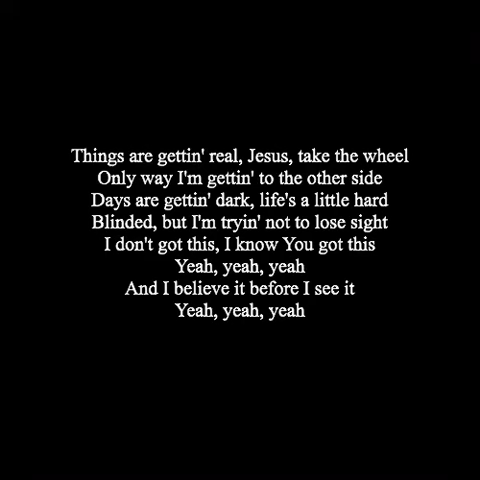 Things are gettin' real, Jesus, take the wheel
Only way I'm gettin' to the other side
Days are gettin' dark, life's a little hard
Blinded, but I'm tryin' not to lose sight
I don't got this, I know You got this
Yeah, yeah, yeah
And I believe it before I see it
Yeah, yeah, yeah